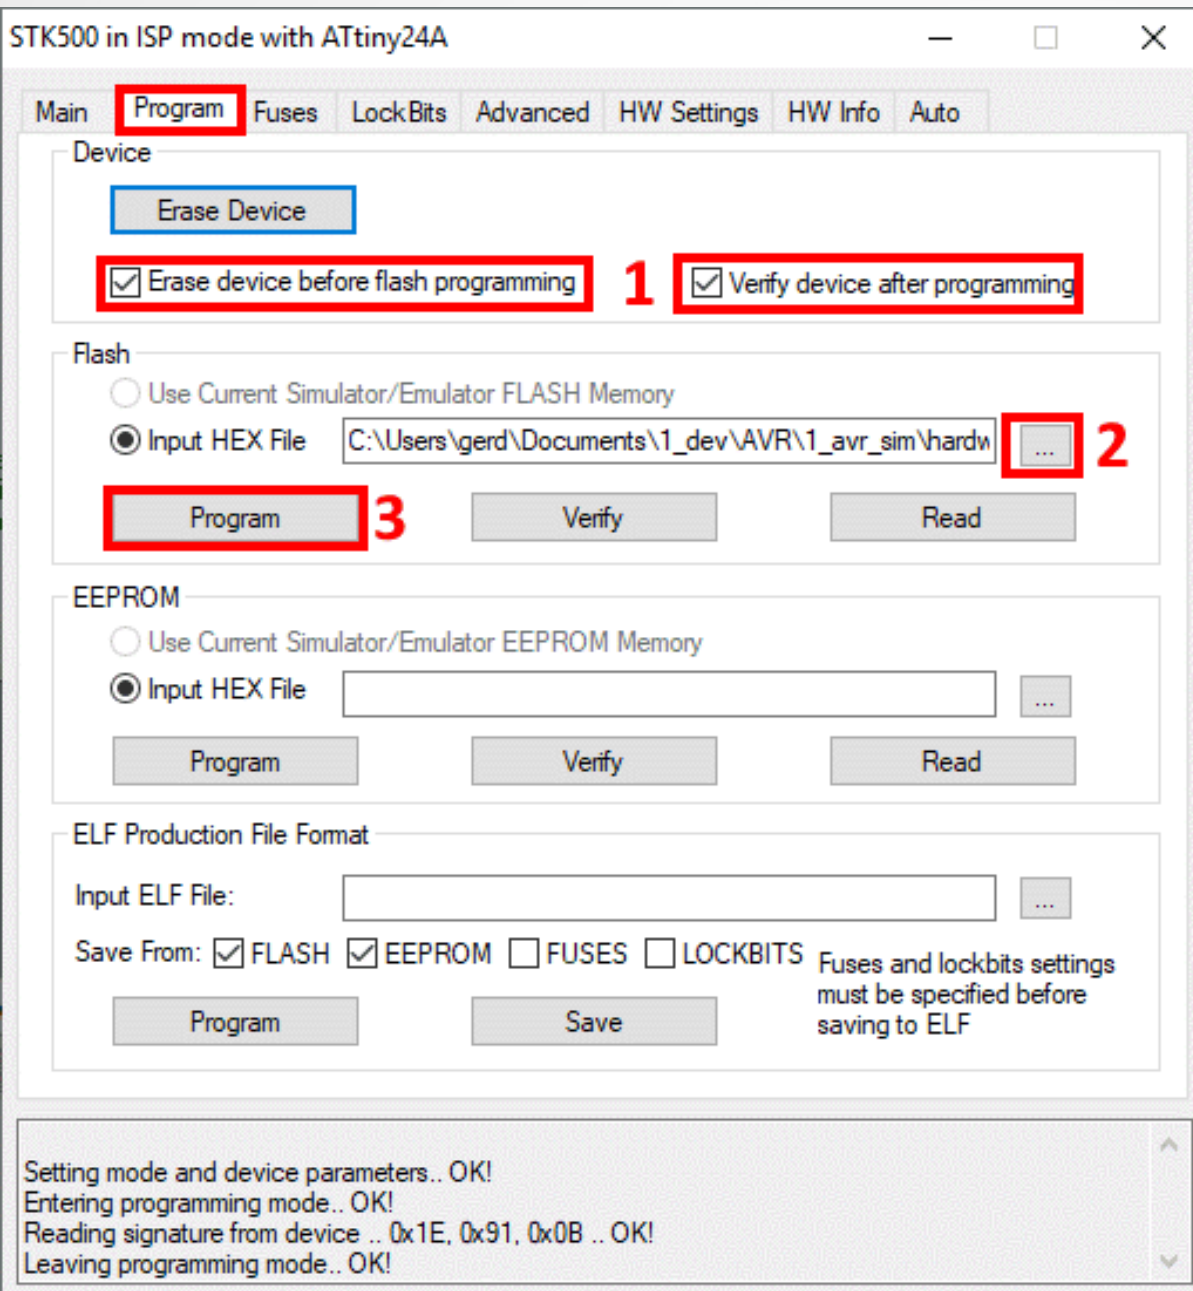 STK500 in ISP mode with ATtiny24A
Main Program Fuses LockBits Advanced HW Settings HW Info Auto
Device
Erase Device
Erase device before flash programming 1 Verify device after programming
Flash
Use Current Simulator/Emulator FLASH Memory
Input HEX File C:\Users\gerd\Documents\1_dev\AVR\1_avr_sim\hardw ... 2
Program 3 Verify Read
EEPROM
Use Current Simulator/Emulator EEPROM Memory
Input HEX File ...
Program Verify Read
ELF Production File Format
Input ELF File: ...
Save From: FLASH EEPROM FUSES LOCKBITS
Fuses and lockbits settings
must be specified before
saving to ELF
Program Save
Setting mode and device parameters.. OK!
Entering programming mode.. OK!
Reading signature from device .. 0x1E, 0x91, 0x0B .. OK!
Leaving programming mode.. OK!